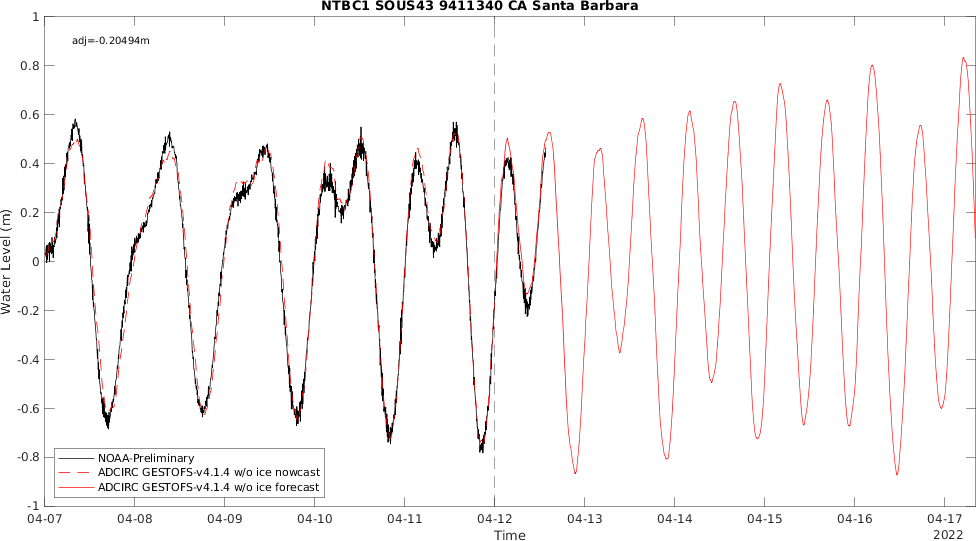 NTBC1 SOUS43 9411340 CA Santa Barbara
adj=-0.20494m
Water Level (m)
1
0.8
0.6
0.4
0.2
0
-0.2
-0.4
-0.6
-0.8
-1
NOAA-Preliminary
ADCIRC GESTOFS-v4.1.4 w/o ice nowcast
ADCIRC GESTOFS-v4.1.4 w/o ice forecast
04-07 04-08 04-09 04-10 04-11 04-12 04-13 04-14 04-15 04-16 04-17
Time
2022